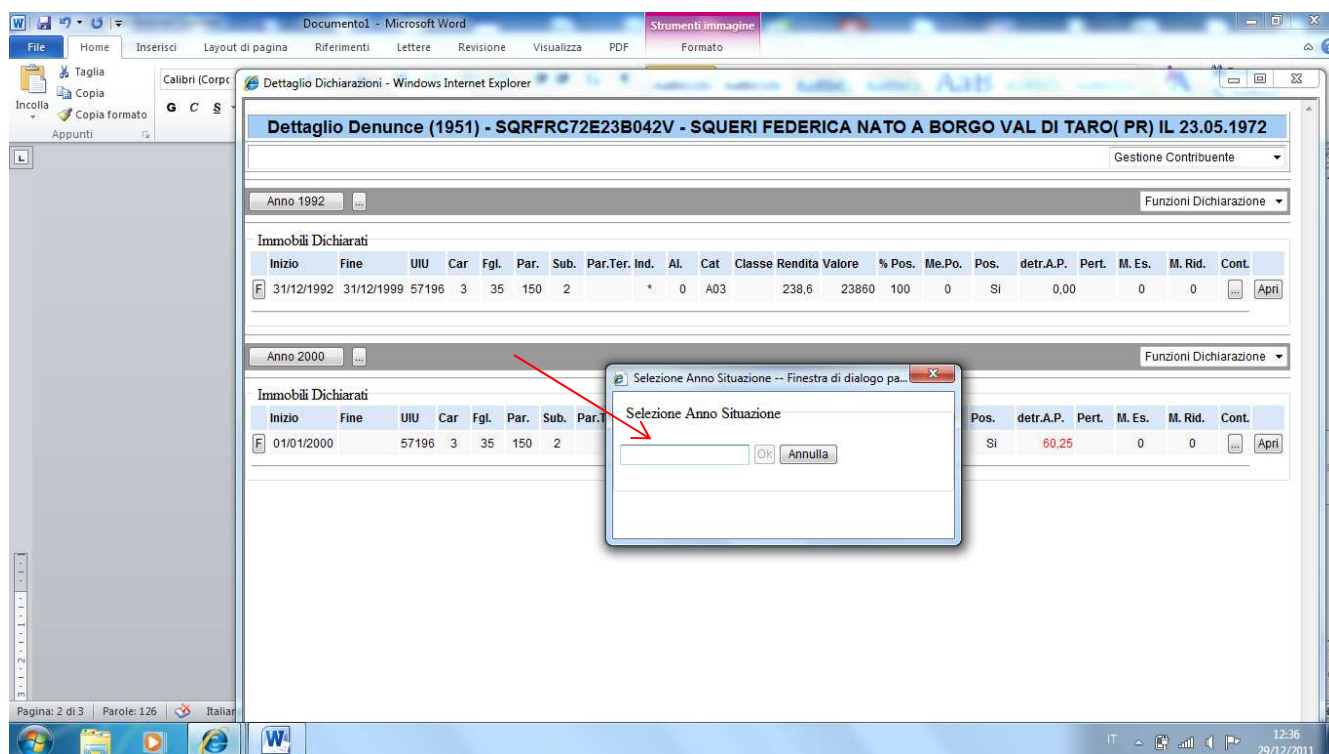 Documento1 - Microsoft Word
Strumenti immagine
File Home Inserisci Layout di pagina Riferimenti Lettere Revisione Visualizza PDF Formato
Taglia
Copia
Copia formato
Incolla
Appunti
Calibri (Corpo
G C S
Dettaglio Dichiarazioni - Windows Internet Explorer
Dettaglio Denunce (1951) - SQRFRC72E23B042V - SQUERI FEDERICA NATO A BORGO VAL DI TARO( PR) IL 23.05.1972
Gestione Contribuente
Anno 1992 ... Funzioni Dichiarazione
Immobili Dichiarati
Inizio Fine UIU Car Fgl. Par. Sub. Par.Ter. Ind. Al. Cat Classe Rendita Valore % Pos. Me.Po. Pos. detr.A.P. Pert. M. Es. M. Rid. Cont.
F 31/12/1992 31/12/1999 57196 3 35 150 2 * 0 A03 238,6 23860 100 0 Si 0,00 0 0 ... Apri
Anno 2000 ... Funzioni Dichiarazione
Immobili Dichiarati
Inizio Fine UIU Car Fgl. Par. Sub. Par.T Pos. detr.A.P. Pert. M. Es. M. Rid. Cont.
F 01/01/2000 57196 3 35 150 2 Si 60,25 0 0 ... Apri
Selezione Anno Situazione -- Finestra di dialogo pa...
Selezione Anno Situazione
Ok Annulla
Pagina: 2 di 3 Parole: 126 Italian
IT
12:36
29/12/2011